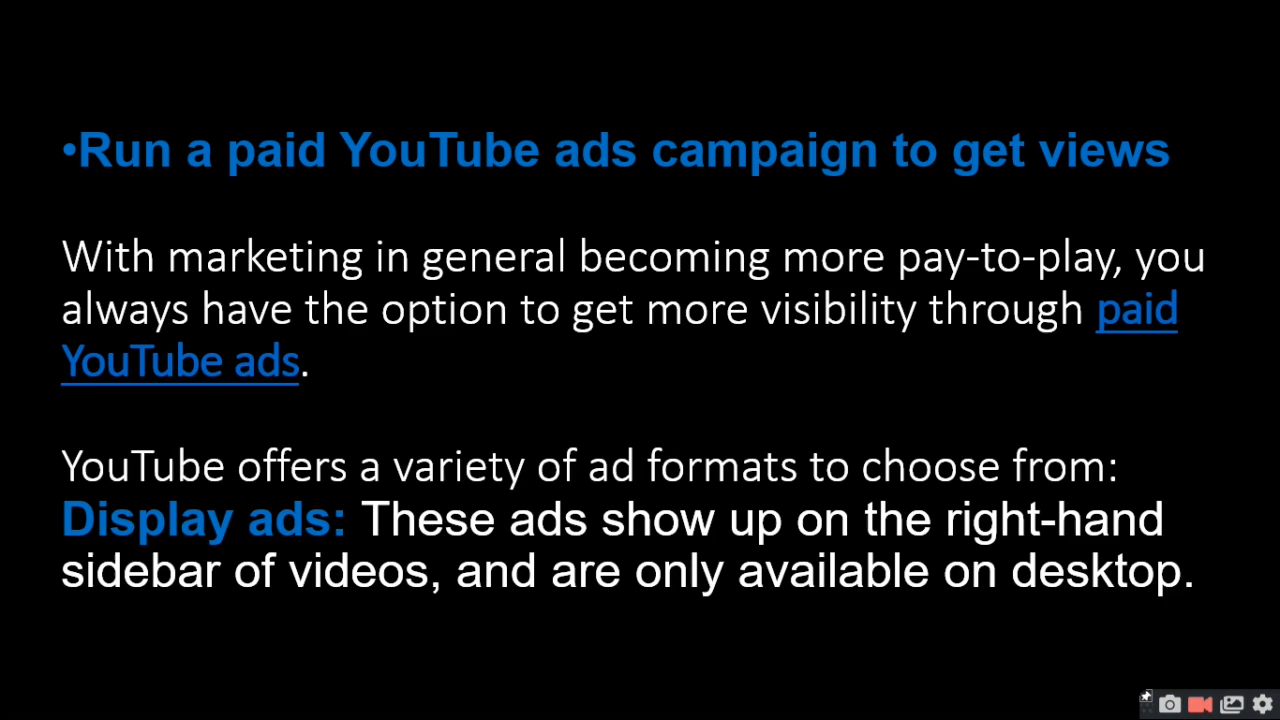 •Run a paid YouTube ads campaign to get views
With marketing in general becoming more pay-to-play, you
always have the option to get more visibility through paid
YouTube ads.
YouTube offers a variety of ad formats to choose from:
Display ads: These ads show up on the right-hand
sidebar of videos, and are only available on desktop.